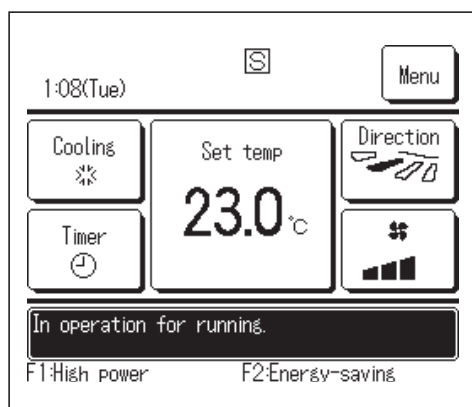 S
1:08(Tue)
Menu
Cooling
Set temp
Direction
23.0℃
Timer
In operation for running.
F1:High power
F2:Energy-saving